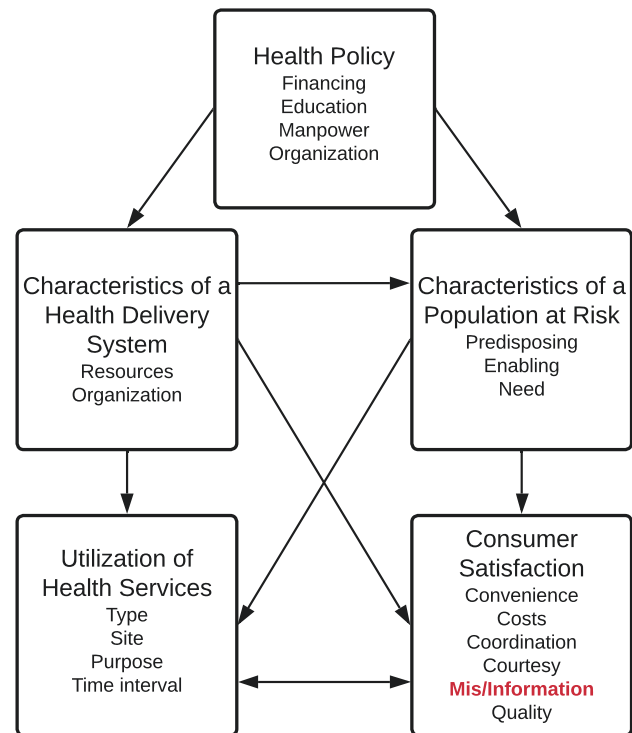 Health Policy
Financing
Education
Manpower
Organization
Characteristics of a
Health Delivery
System
Resources
Organization
Characteristics of a
Population at Risk
Predisposing
Enabling
Need
Utilization of
Health Services
Type
Site
Purpose
Time interval
Consumer
Satisfaction
Convenience
Costs
Coordination
Courtesy
Mis/Information
Quality